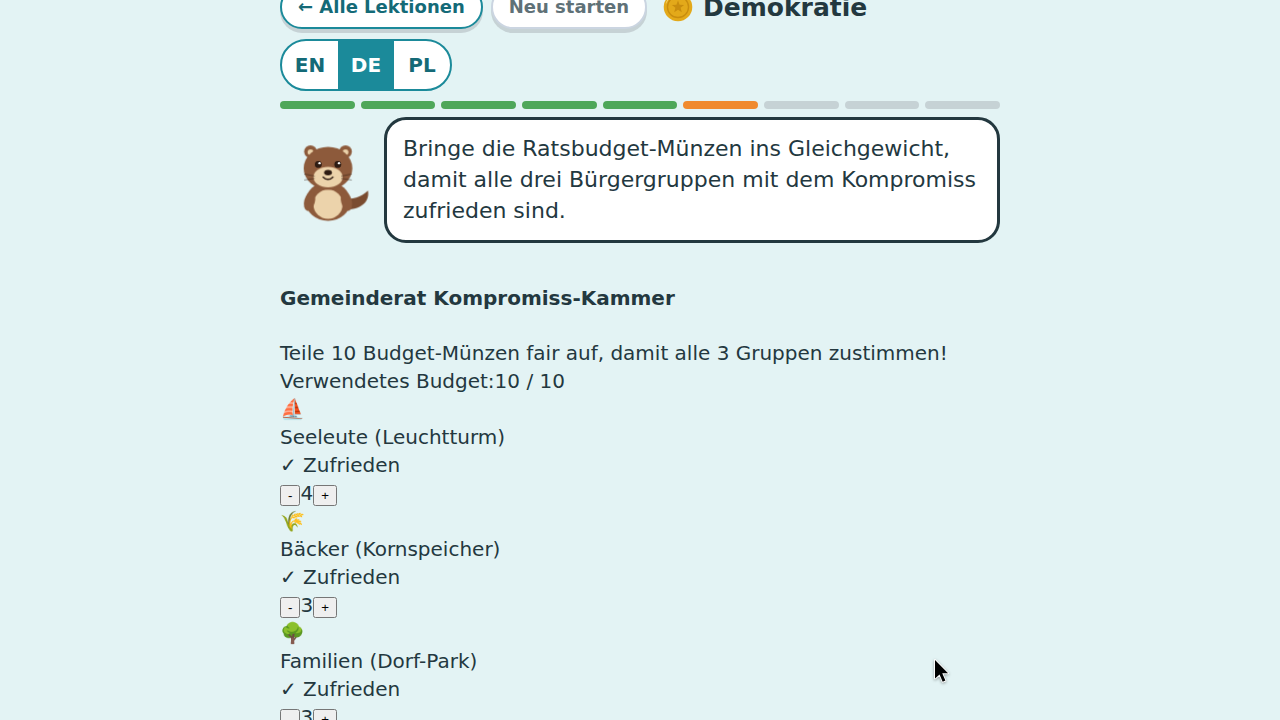 ← Alle Lektionen
Neu starten
Demokratie
EN DE PL
Bringe die Ratsbudget-Münzen ins Gleichgewicht,
damit alle drei Bürgergruppen mit dem Kompromiss
zufrieden sind.
Gemeinderat Kompromiss-Kammer
Teile 10 Budget-Münzen fair auf, damit alle 3 Gruppen zustimmen!
Verwendetes Budget:10 / 10
Seeleute (Leuchtturm)
✓ Zufrieden
- 4 +
Bäcker (Kornspeicher)
✓ Zufrieden
- 3 +
Familien (Dorf-Park)
✓ Zufrieden
- 3 +